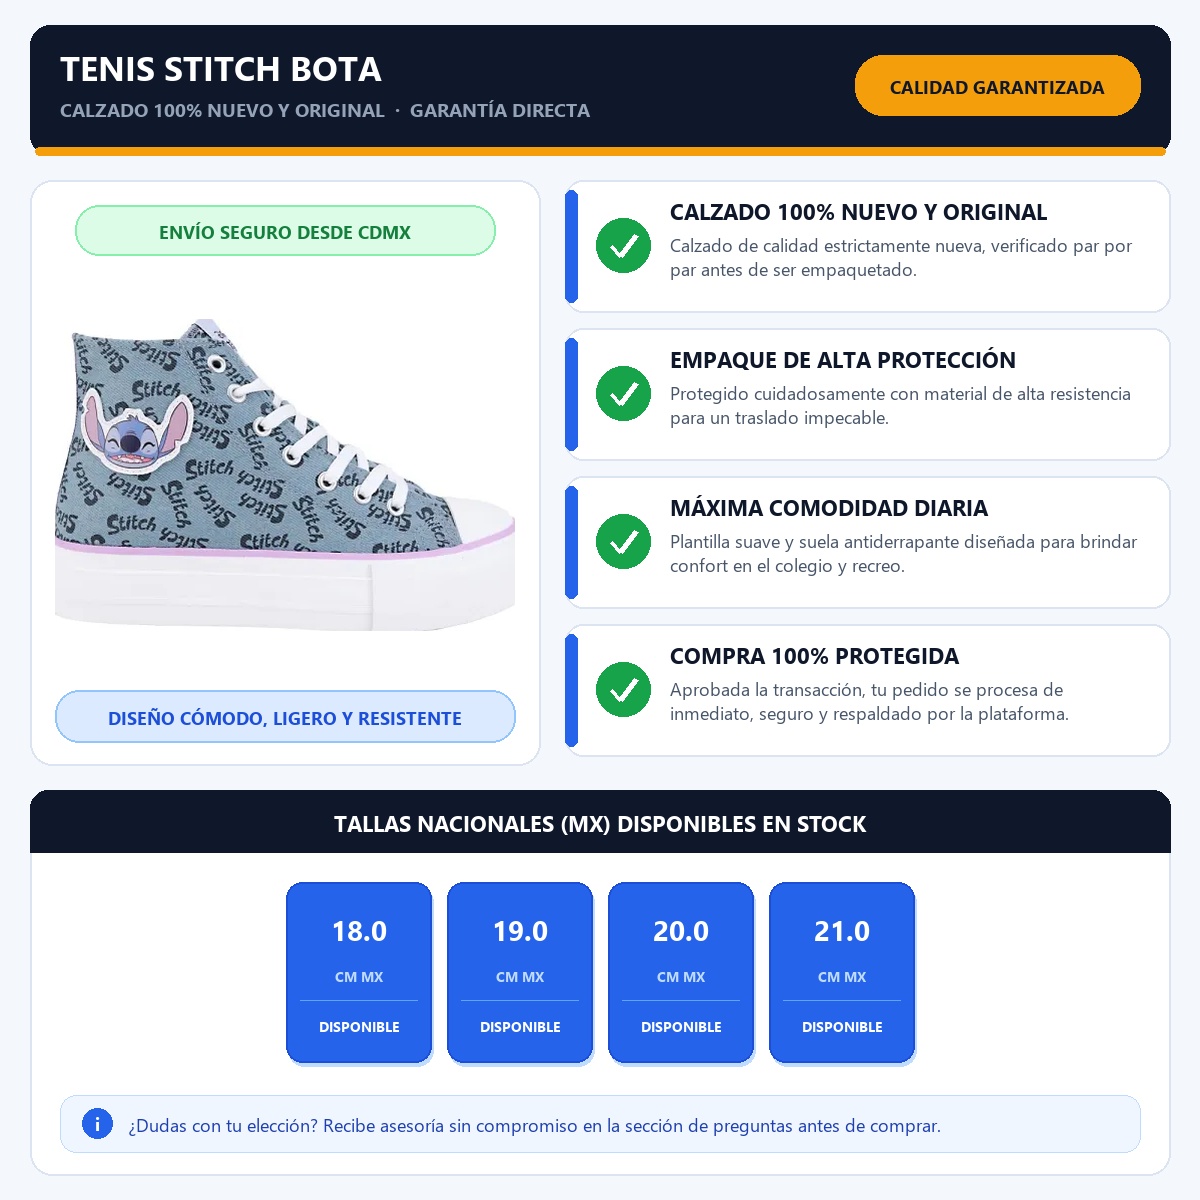 TENIS STITCH BOTA
CALZADO 100% NUEVO Y ORIGINAL · GARANTÍA DIRECTA
CALIDAD GARANTIZADA
ENVÍO SEGURO DESDE CDMX
Stitch
Stitch
Stitch
Stitch
Stitch
Stitch
DISEÑO CÓMODO, LIGERO Y RESISTENTE
CALZADO 100% NUEVO Y ORIGINAL
Calzado de calidad estrictamente nueva, verificado par por
par antes de ser empaquetado.
EMPAQUE DE ALTA PROTECCIÓN
Protegido cuidadosamente con material de alta resistencia
para un traslado impecable.
MÁXIMA COMODIDAD DIARIA
Plantilla suave y suela antiderrapante diseñada para brindar
confort en el colegio y recreo.
COMPRA 100% PROTEGIDA
Aprobada la transacción, tu pedido se procesa de
inmediato, seguro y respaldado por la plataforma.
TALLAS NACIONALES (MX) DISPONIBLES EN STOCK
18.0
CM MX
DISPONIBLE
19.0
CM MX
DISPONIBLE
20.0
CM MX
DISPONIBLE
21.0
CM MX
DISPONIBLE
¿Dudas con tu elección? Recibe asesoría sin compromiso en la sección de preguntas antes de comprar.